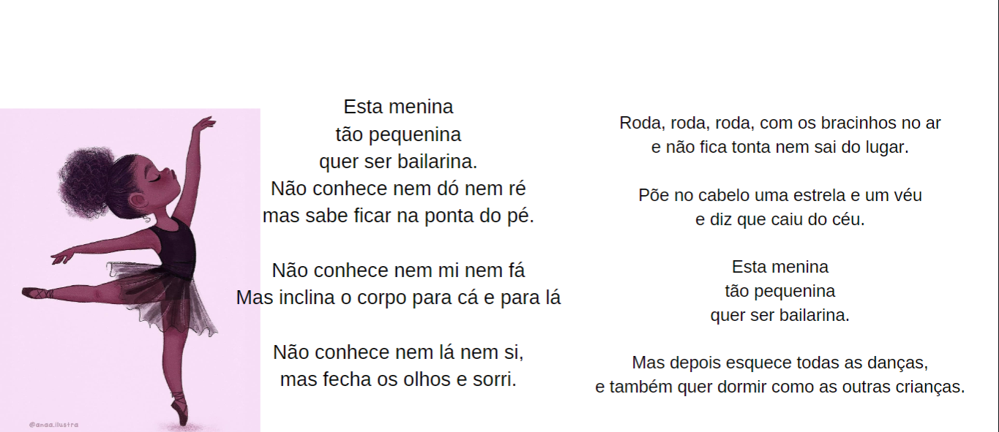 Esta menina
tão pequenina
quer ser bailarina.
Não conhece nem dó nem ré
mas sabe ficar na ponta do pé.
Não conhece nem mi nem fá
Mas inclina o corpo para cá e para lá
Não conhece nem lá nem si,
mas fecha os olhos e sorri.
Roda, roda, roda, com os bracinhos no ar
e não fica tonta nem sai do lugar.
Põe no cabelo uma estrela e um véu
e diz que caiu do céu.
Esta menina
tão pequenina
quer ser bailarina.
Mas depois esquece todas as danças,
e também quer dormir como as outras crianças.
@anaa.ilustra